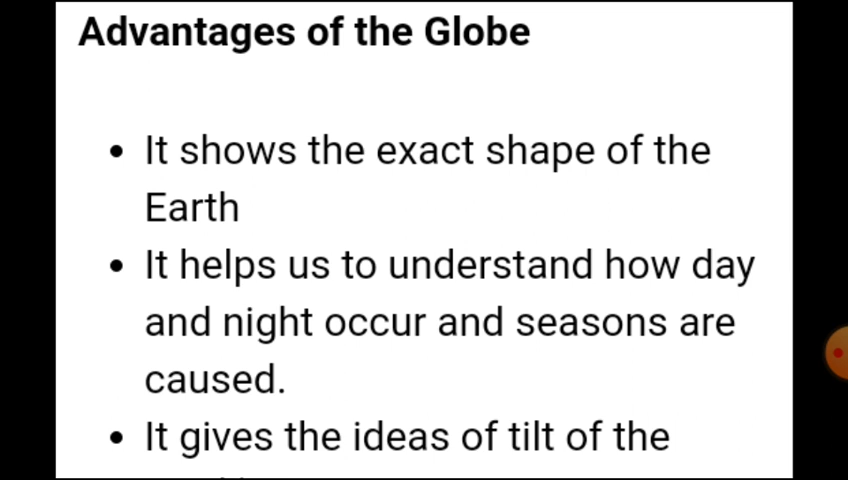 Advantages of the Globe
• It shows the exact shape of the
Earth
• It helps us to understand how day
and night occur and seasons are
caused.
• It gives the ideas of tilt of the